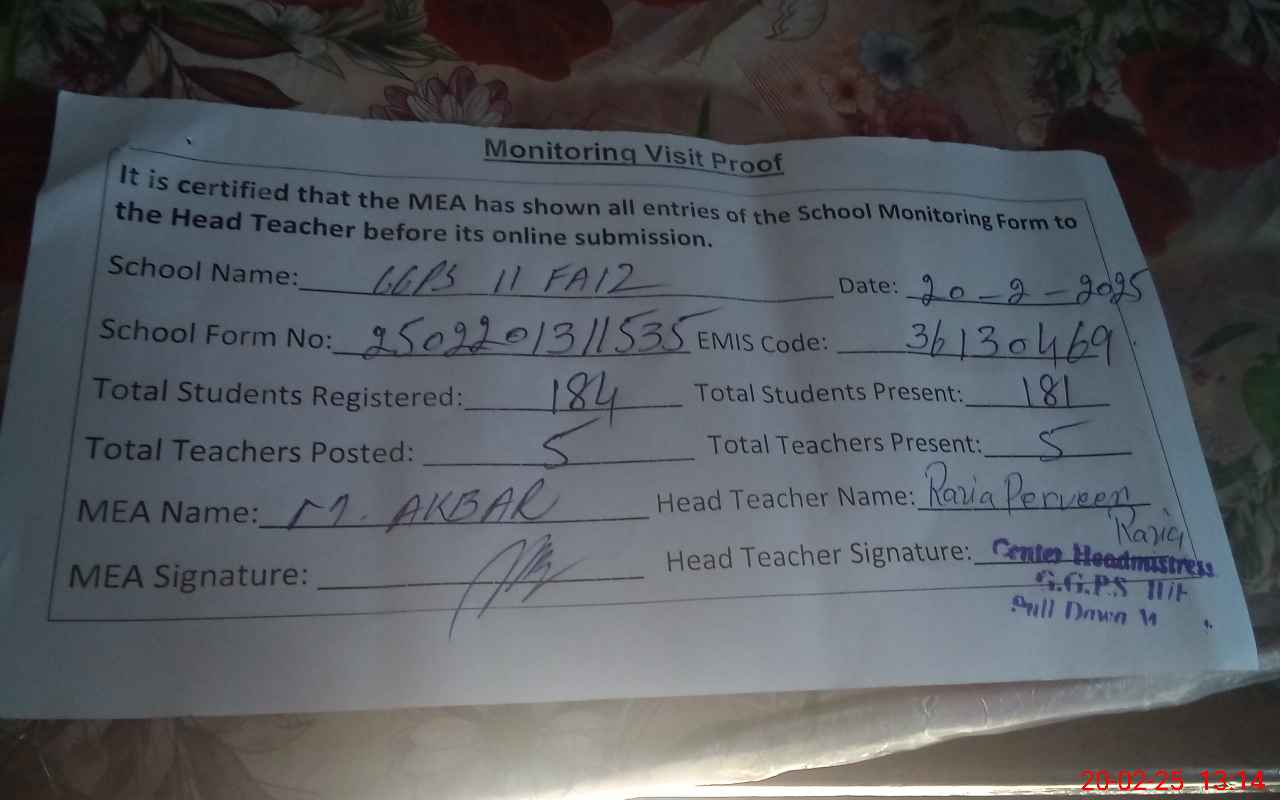 Monitoring Visit Proof
It is certified that the MEA has shown all entries of the School Monitoring Form to
the Head Teacher before its online submission.
School Name: GGPS 11 FAIZ Date: 20-2-2025
School Form No: 2502201311535 EMIS Code: 36130469
Total Students Registered: 184 Total Students Present: 181
Total Teachers Posted: 5 Total Teachers Present: 5
MEA Name: M. AKBAR Head Teacher Name: Razia Perveen
Razia
MEA Signature: Head Teacher Signature:
Center Headmistress
G.G.P.S
20-02-25 13:14